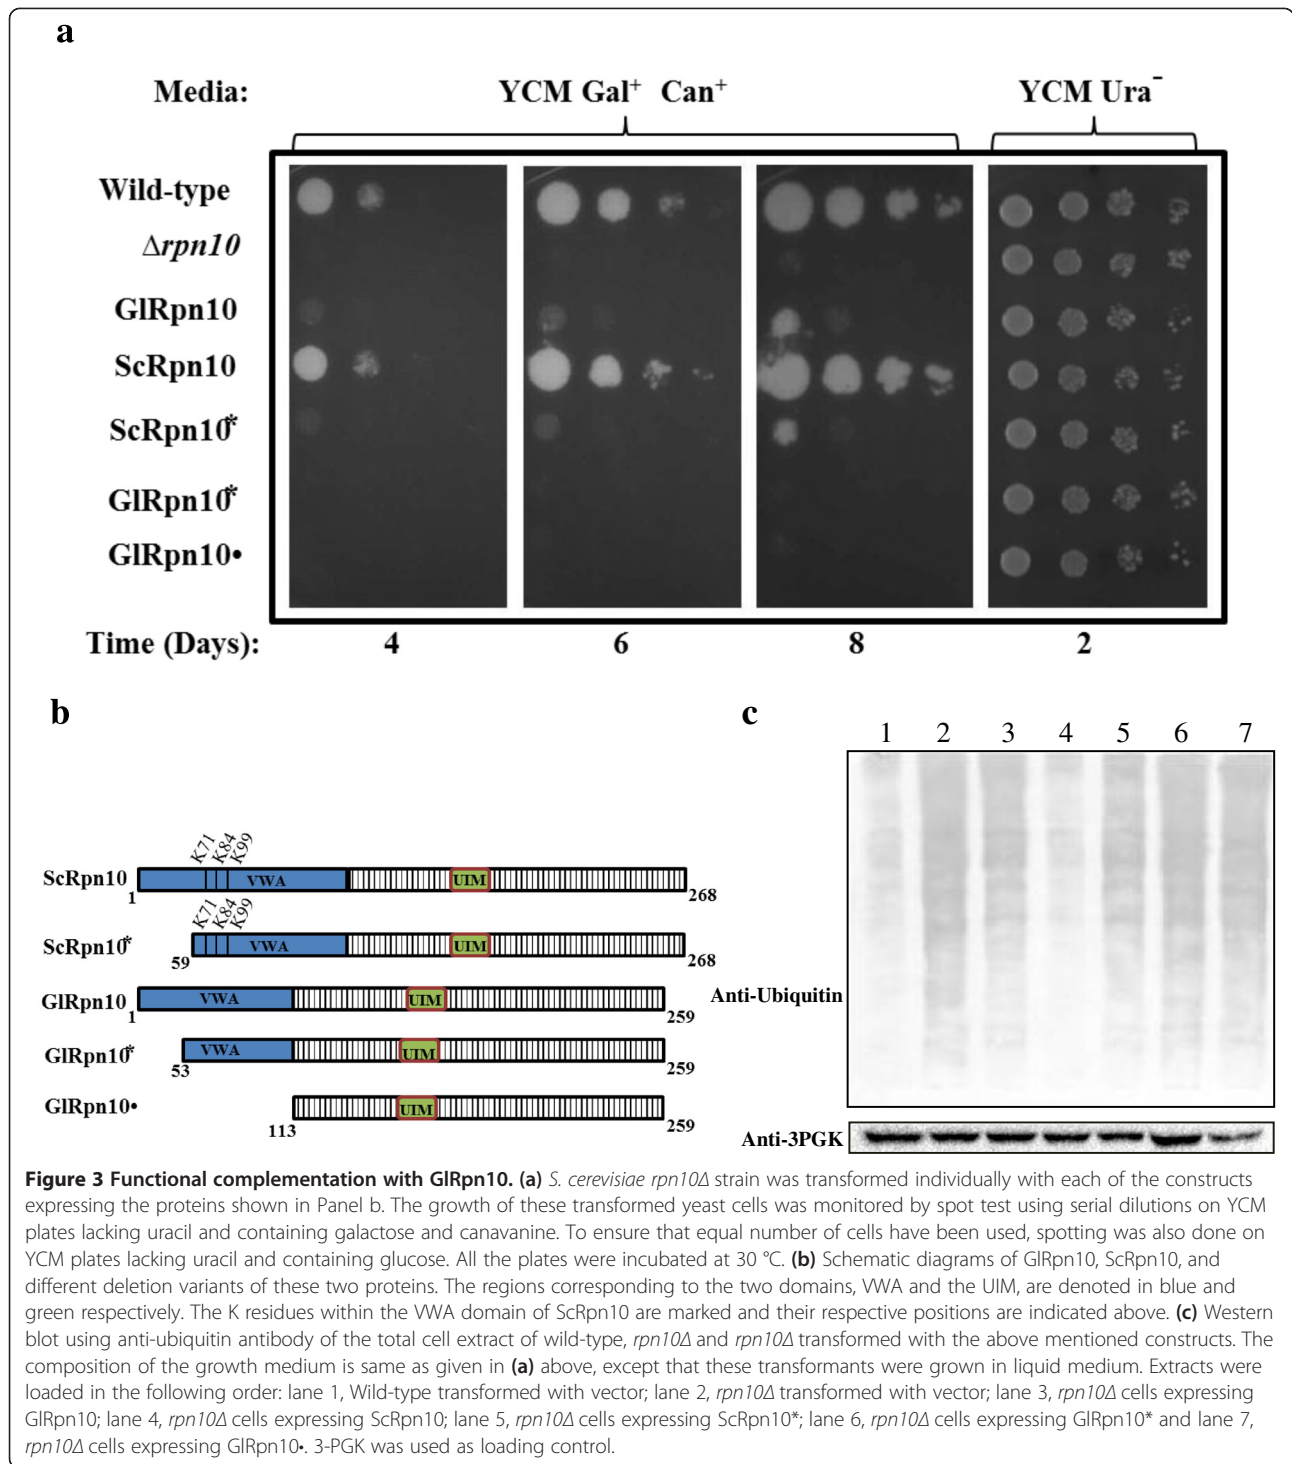 a
Media: YCM Gal+ Can+ YCM Ura-
Wild-type
Δrpn10
GlRpn10
ScRpn10
ScRpn10*
GlRpn10*
GlRpn10•
Time (Days): 4 6 8 2
b
K71 K84 K99
ScRpn10 VWA UIM
1 268
K71 K84 K99
ScRpn10* VWA UIM
59 268
GlRpn10 VWA UIM
1 259
GlRpn10* VWA UIM
53 259
GlRpn10• UIM
113 259
c
1 2 3 4 5 6 7
Anti-Ubiquitin
Anti-3PGK
Figure 3 Functional complementation with GlRpn10. (a) S. cerevisiae rpn10Δ strain was transformed individually with each of the constructs
expressing the proteins shown in Panel b. The growth of these transformed yeast cells was monitored by spot test using serial dilutions on YCM
plates lacking uracil and containing galactose and canavanine. To ensure that equal number of cells have been used, spotting was also done on
YCM plates lacking uracil and containing glucose. All the plates were incubated at 30 °C. (b) Schematic diagrams of GlRpn10, ScRpn10, and
different deletion variants of these two proteins. The regions corresponding to the two domains, VWA and the UIM, are denoted in blue and
green respectively. The K residues within the VWA domain of ScRpn10 are marked and their respective positions are indicated above. (c) Western
blot using anti-ubiquitin antibody of the total cell extract of wild-type, rpn10Δ and rpn10Δ transformed with the above mentioned constructs. The
composition of the growth medium is same as given in (a) above, except that these transformants were grown in liquid medium. Extracts were
loaded in the following order: lane 1, Wild-type transformed with vector; lane 2, rpn10Δ transformed with vector; lane 3, rpn10Δ cells expressing
GlRpn10; lane 4, rpn10Δ cells expressing ScRpn10; lane 5, rpn10Δ cells expressing ScRpn10*; lane 6, rpn10Δ cells expressing GlRpn10* and lane 7,
rpn10Δ cells expressing GlRpn10•. 3-PGK was used as loading control.